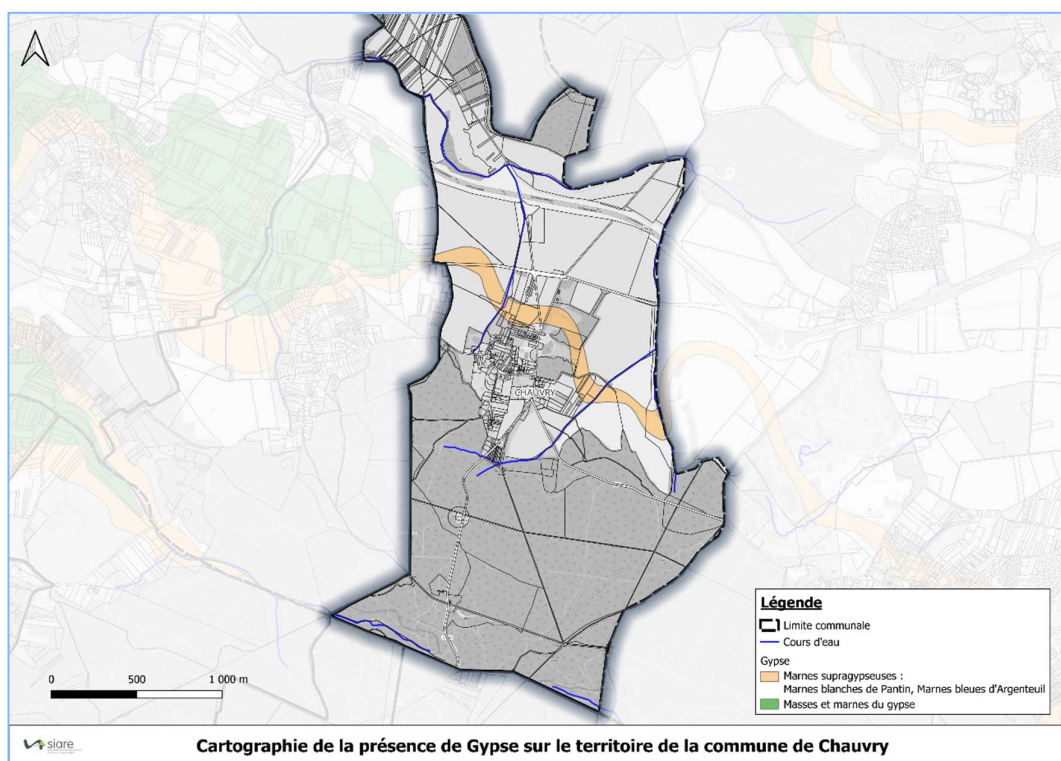 CHAUVRY
Légende
Limite communale
Cours d'eau
Gypse
Marnes supragypseuses :
Marnes blanches de Pantin, Marnes bleues d'Argenteuil
Masses et marnes du gypse
0 500 1 000 m
siare
Cartographie de la présence de Gypse sur le territoire de la commune de Chauvry